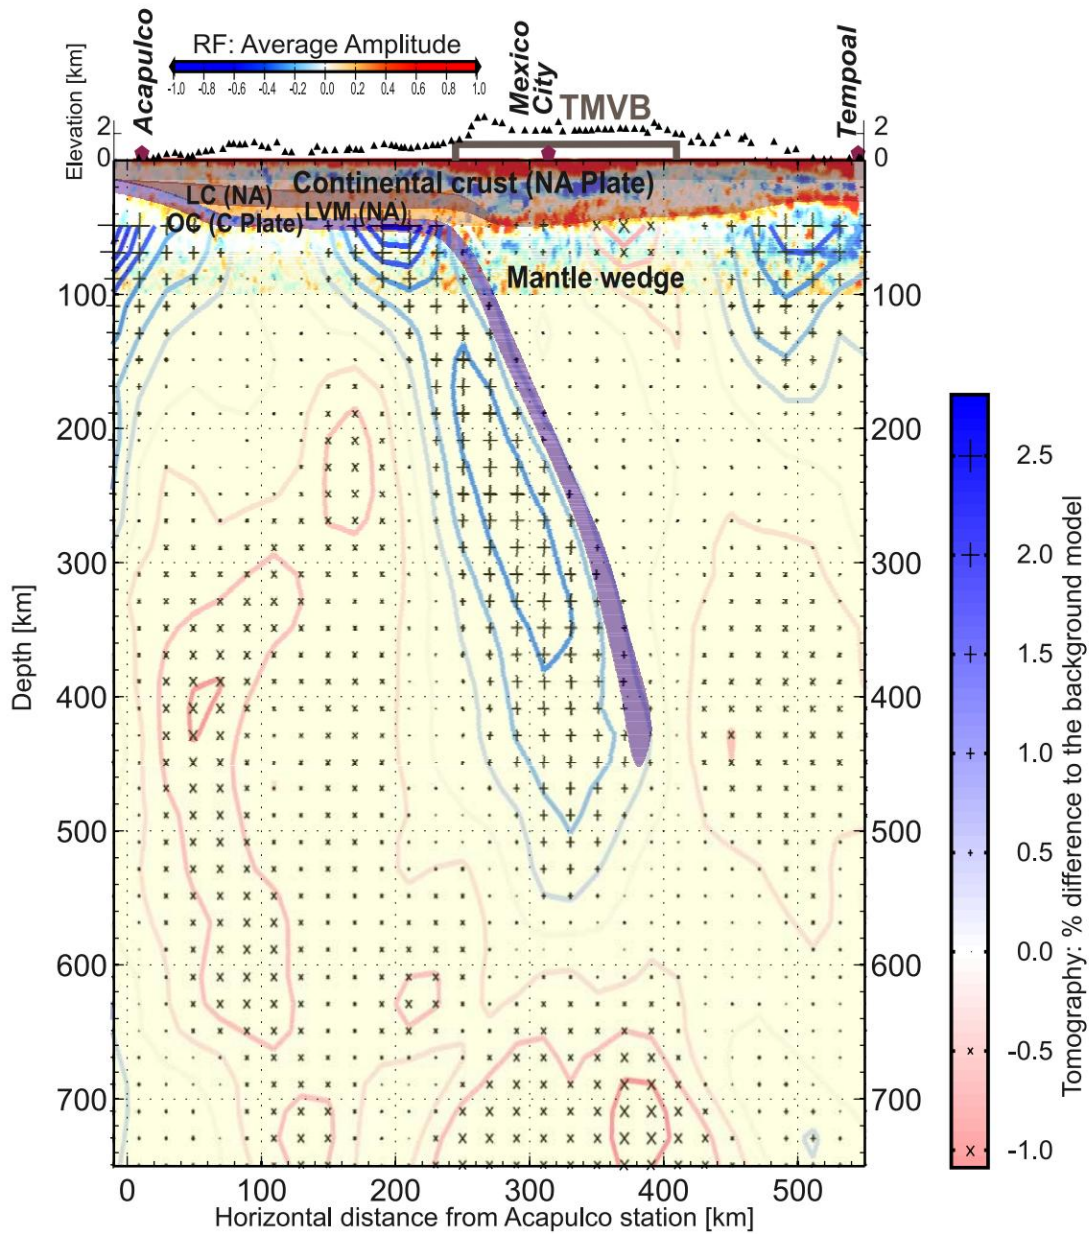 RF: Average Amplitude
-1.0 -0.8 -0.6 -0.4 -0.2 0.0 0.2 0.4 0.6 0.8 1.0
Acapulco
Mexico
City
TMVB
Tempoal
Elevation [km]
2
0
2
0
Continental crust (NA Plate)
LC (NA)
LVM (NA)
OC (C Plate)
Mantle wedge
Depth [km]
100
200
300
400
500
600
700
100
200
300
400
500
600
700
0 100 200 300 400 500
Horizontal distance from Acapulco station [km]
2.5
2.0
1.5
1.0
0.5
0.0
-0.5
-1.0
Tomography: % difference to the background model